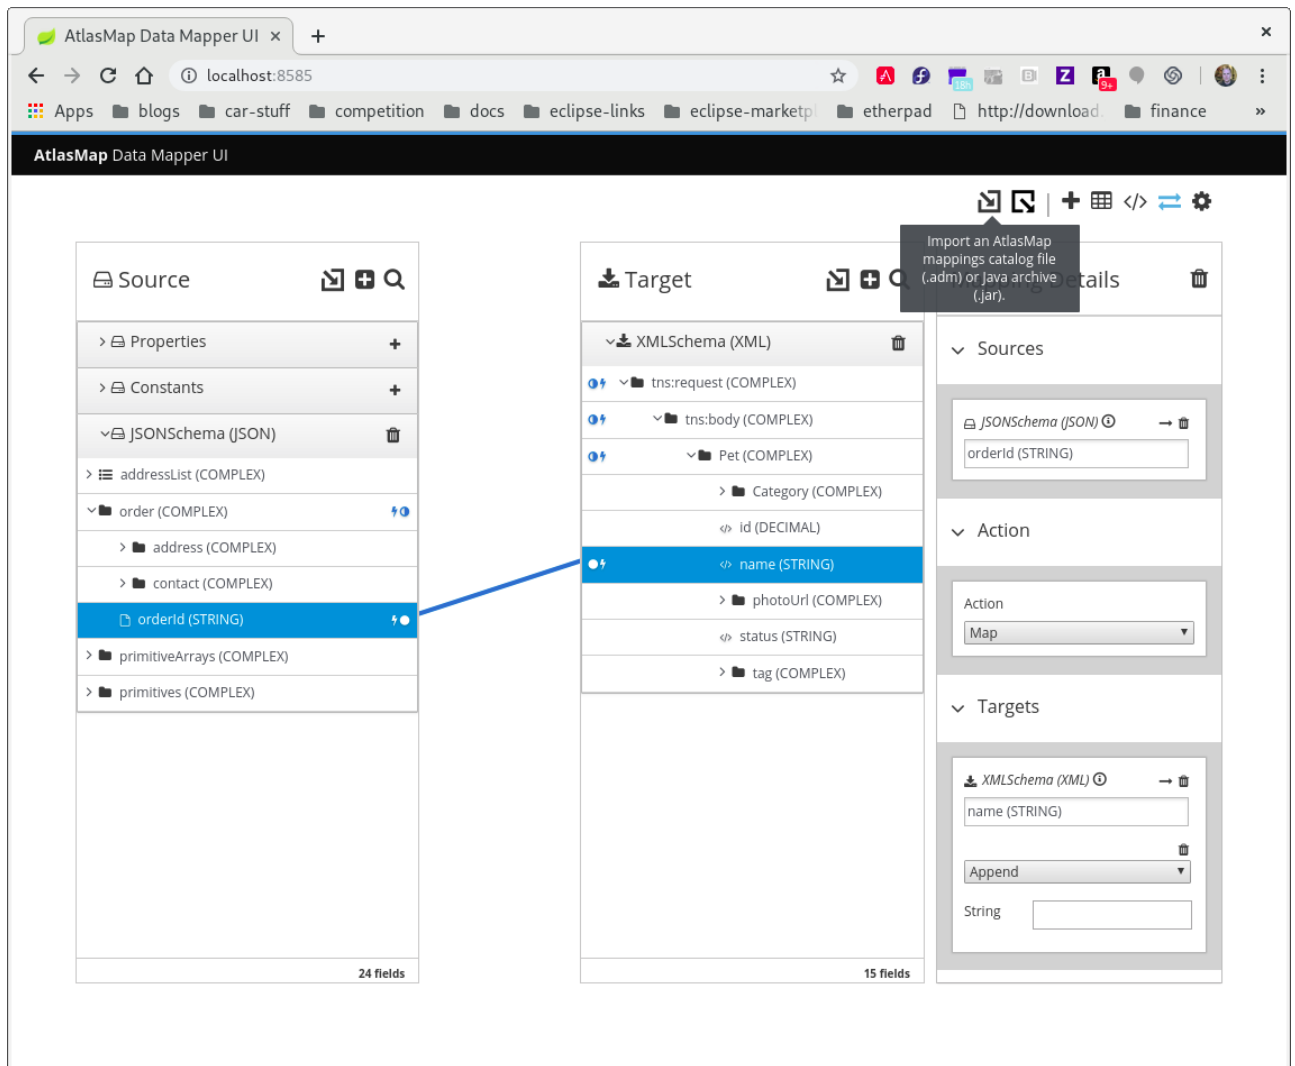 AtlasMap Data Mapper UI
localhost:8585
18h
9+
Apps blogs car-stuff competition docs eclipse-links eclipse-marketpl etherpad http://download. finance »
AtlasMap Data Mapper UI
Import an AtlasMap
mappings catalog file
(.adm) or Java archive
(.jar).
Source
Properties
Constants
JSONSchema (JSON)
addressList (COMPLEX)
order (COMPLEX)
address (COMPLEX)
contact (COMPLEX)
orderId (STRING)
primitiveArrays (COMPLEX)
primitives (COMPLEX)
24 fields
Target
XMLSchema (XML)
tns:request (COMPLEX)
tns:body (COMPLEX)
Pet (COMPLEX)
Category (COMPLEX)
id (DECIMAL)
name (STRING)
photoUrl (COMPLEX)
status (STRING)
tag (COMPLEX)
15 fields
Details
Sources
JSONSchema (JSON)
orderId (STRING)
Action
Action
Map
Targets
XMLSchema (XML)
name (STRING)
Append
String